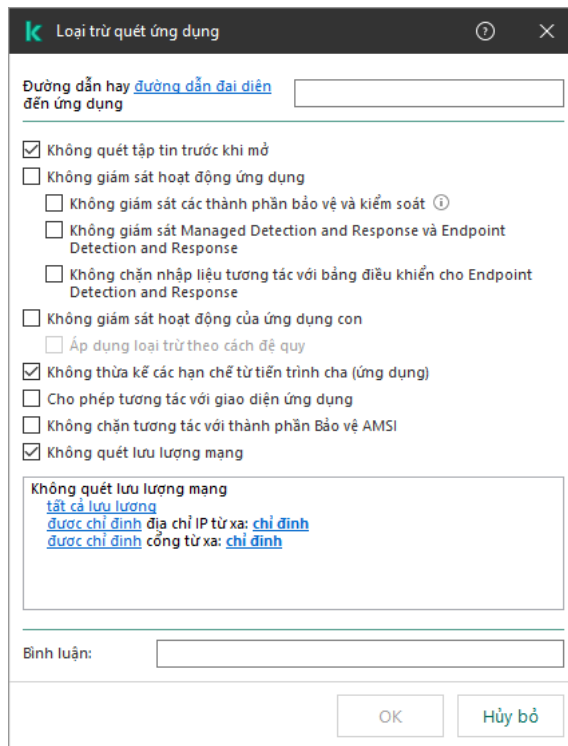 Loại trừ quét ứng dụng
Đường dẫn hay đường dẫn đại diện
đến ứng dụng
Không quét tập tin trước khi mở
Không giám sát hoạt động ứng dụng
Không giám sát các thành phần bảo vệ và kiểm soát
Không giám sát Managed Detection and Response và Endpoint
Detection and Response
Không chặn nhập liệu tương tác với bảng điều khiển cho Endpoint
Detection and Response
Không giám sát hoạt động của ứng dụng con
Áp dụng loại trừ theo cách đệ quy
Không thừa kế các hạn chế từ tiến trình cha (ứng dụng)
Cho phép tương tác với giao diện ứng dụng
Không chặn tương tác với thành phần Bảo vệ AMSI
Không quét lưu lượng mạng
Không quét lưu lượng mạng
tất cả lưu lượng
được chỉ định địa chỉ IP từ xa: chỉ định
được chỉ định cổng từ xa: chỉ định
Bình luận:
OK
Hủy bỏ